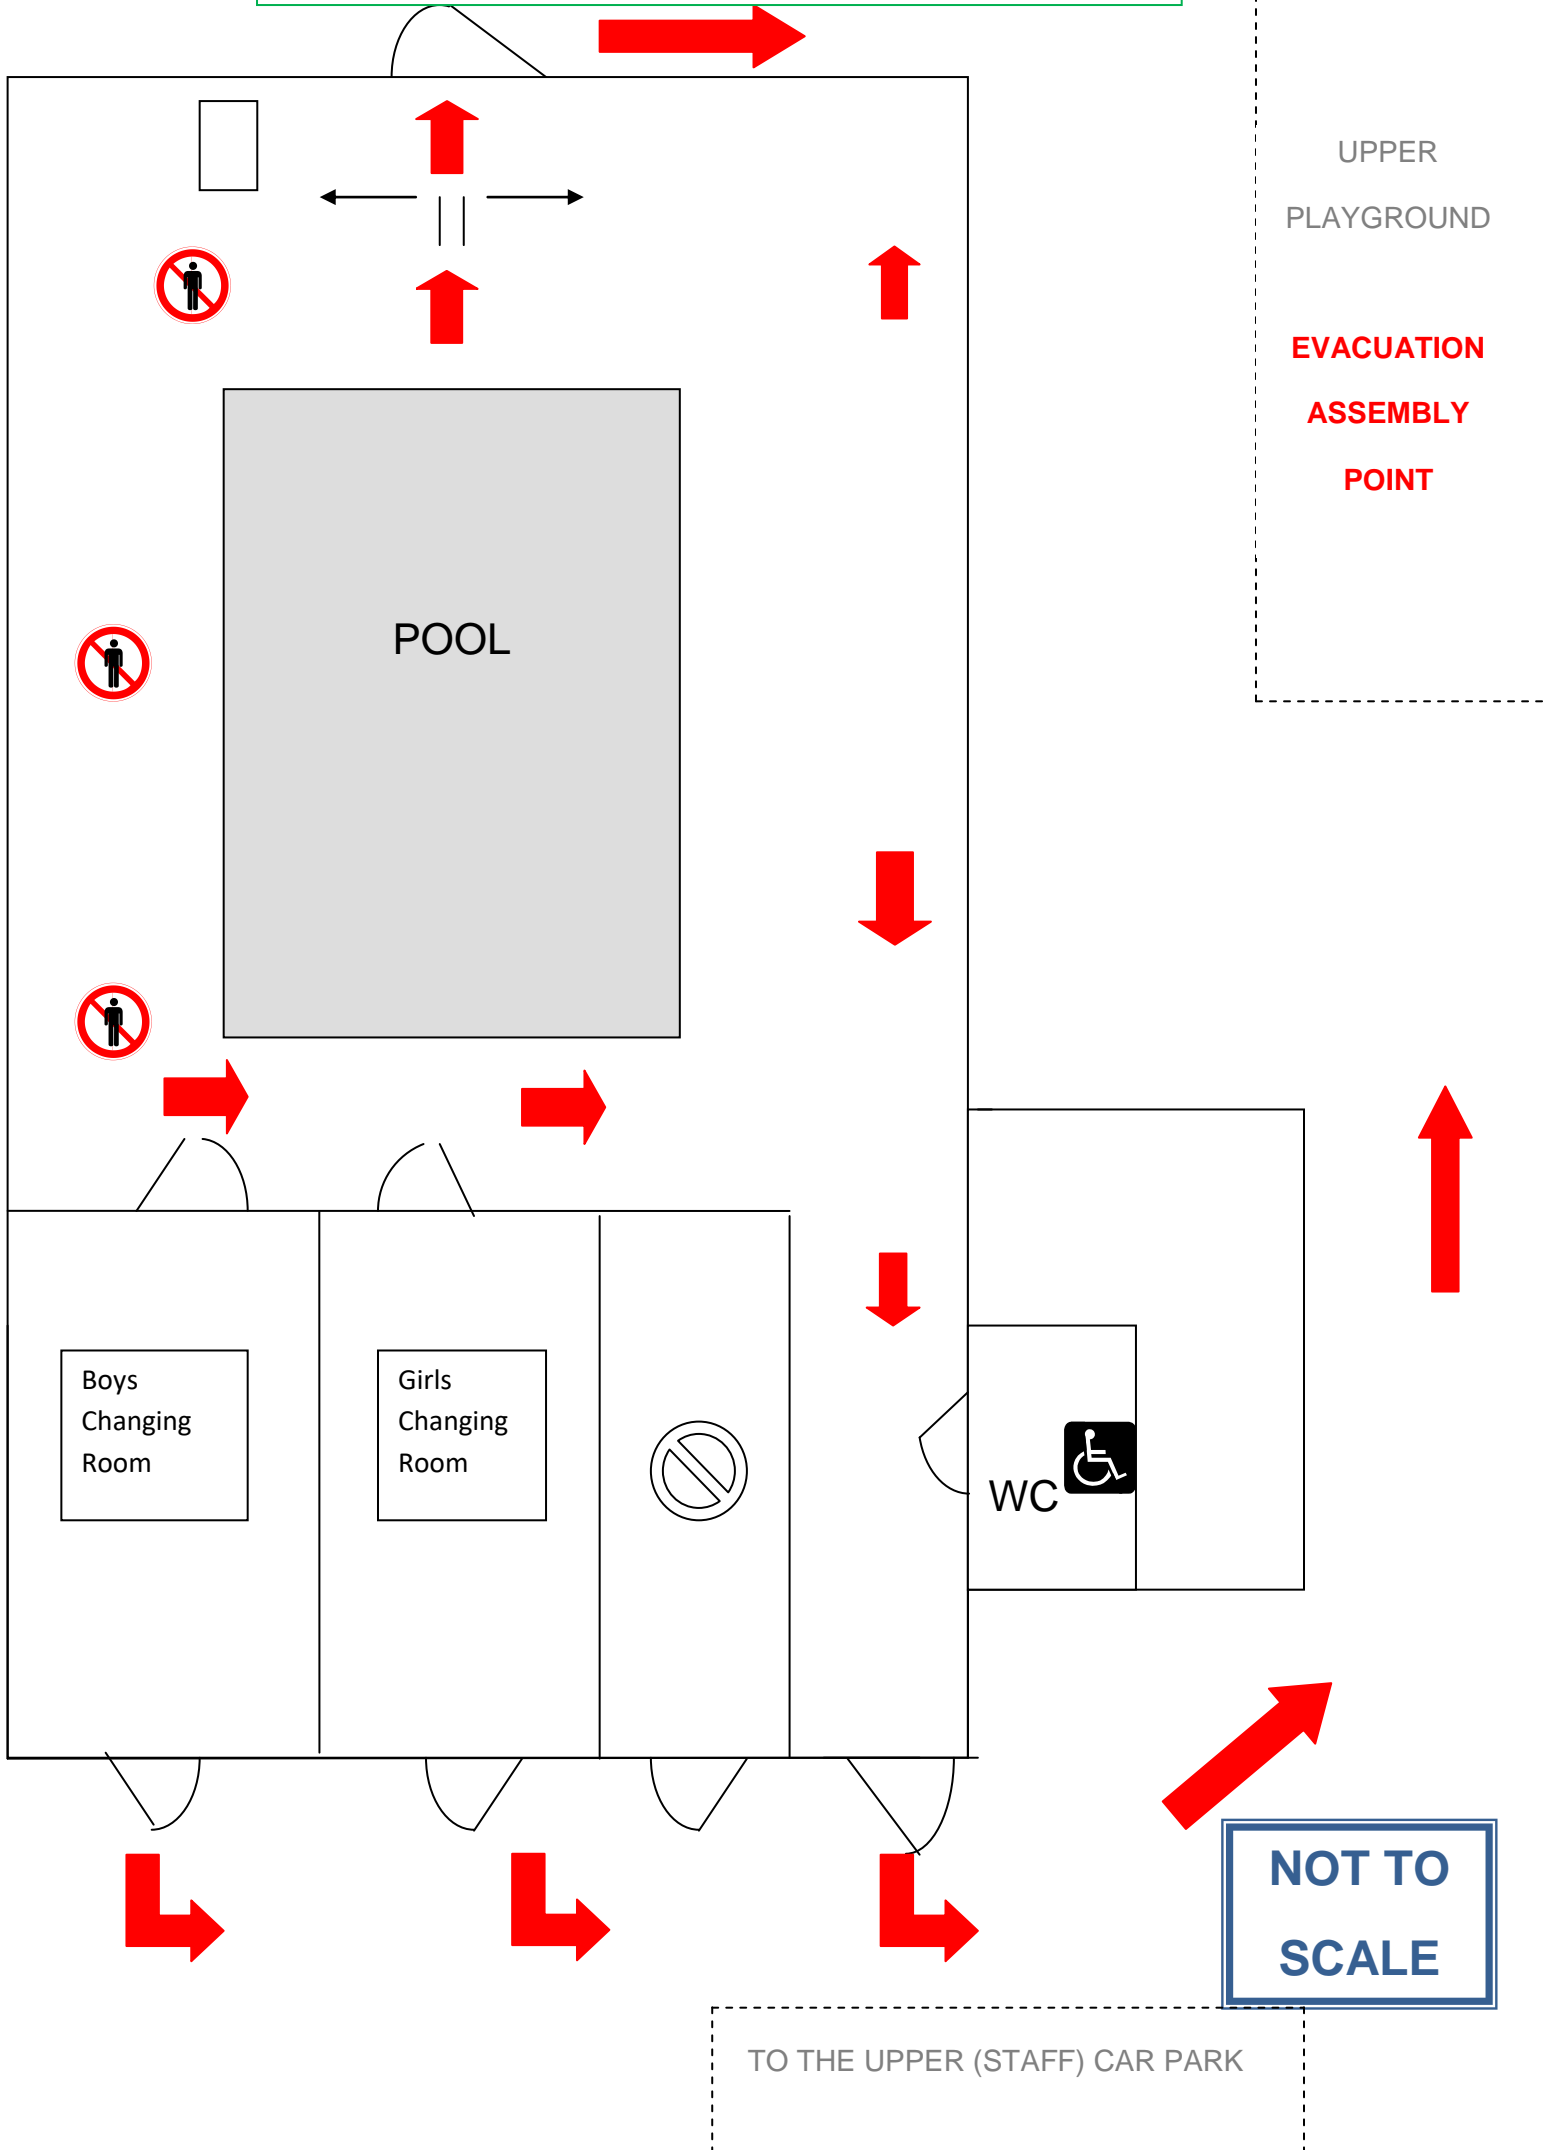 UPPER
PLAYGROUND
EVACUATION
ASSEMBLY
POINT
POOL
Boys
Changing
Room
Girls
Changing
Room
WC
NOT TO
SCALE
TO THE UPPER (STAFF) CAR PARK